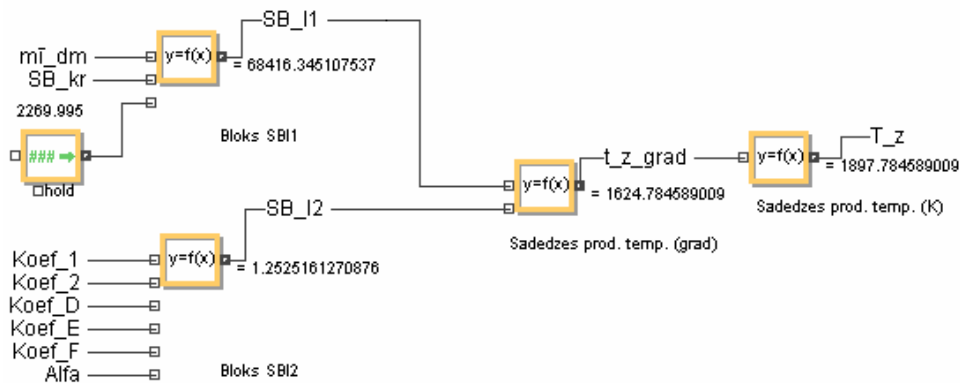 SB_I1
mī_dm
y=f(x)
= 68416.345107537
SB_kr
2269.995
Bloks SBI1
###
hold
t_z_grad
y=f(x)
T_z
= 1897.784589009
y=f(x)
= 1624.784589009
Sadedzes prod. temp. (K)
SB_I2
Sadedzes prod. temp. (grad)
Koef_1
y=f(x)
= 1.2525161270876
Koef_2
Koef_D
Koef_E
Koef_F
Alfa
Bloks SBI2